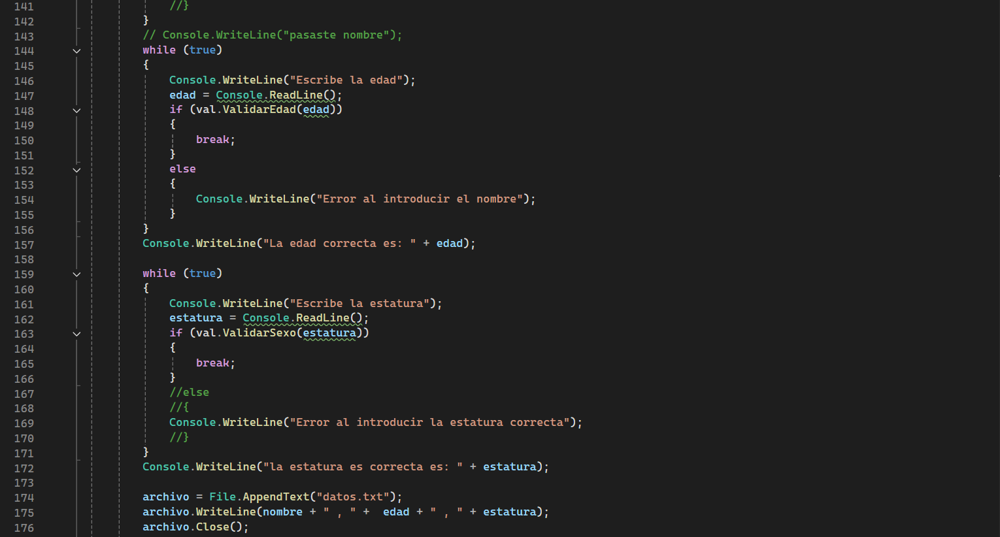 141 //}
142 }
143 // Console.WriteLine("pasaste nombre");
144 while (true)
145 {
146 Console.WriteLine("Escribe la edad");
147 edad = Console.ReadLine();
148 if (val.ValidarEdad(edad))
149 {
150 break;
151 }
152 else
153 {
154 Console.WriteLine("Error al introducir el nombre");
155 }
156 }
157 Console.WriteLine("La edad correcta es: " + edad);
158
159 while (true)
160 {
161 Console.WriteLine("Escribe la estatura");
162 estatura = Console.ReadLine();
163 if (val.ValidarSexo(estatura))
164 {
165 break;
166 }
167 //else
168 //{
169 Console.WriteLine("Error al introducir la estatura correcta");
170 //}
171 }
172 Console.WriteLine("la estatura es correcta es: " + estatura);
173
174 archivo = File.AppendText("datos.txt");
175 archivo.WriteLine(nombre + " , " +  edad + " , " + estatura);
176 archivo.Close();